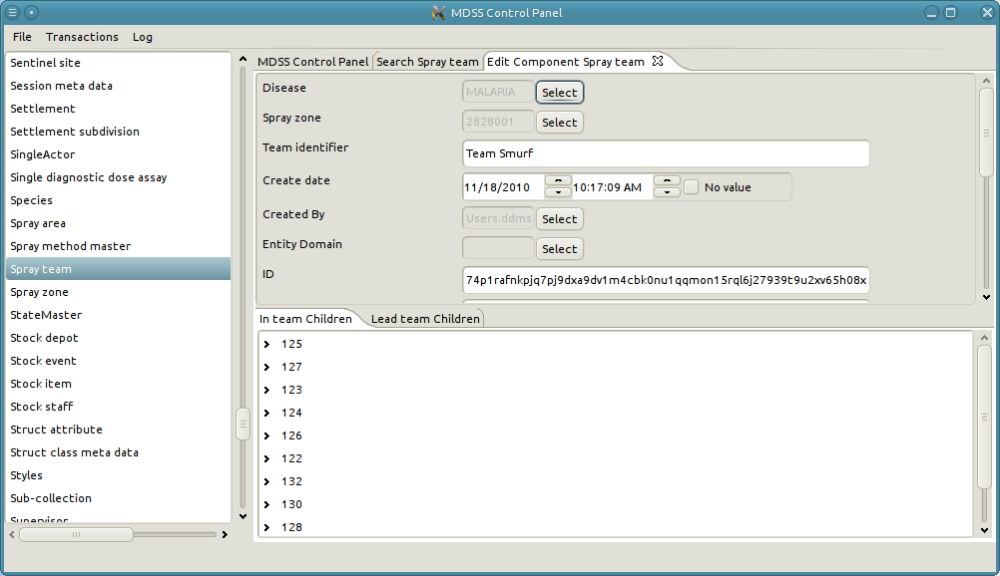 MDSS Control Panel
File Transactions Log
Sentinel site
Session meta data
Settlement
Settlement subdivision
SingleActor
Single diagnostic dose assay
Species
Spray area
Spray method master
Spray team
Spray zone
StateMaster
Stock depot
Stock event
Stock item
Stock staff
Struct attribute
Struct class meta data
Styles
Sub-collection
Supervisor
MDSS Control Panel Search Spray team Edit Component Spray team
Disease MALARIA Select
Spray zone 2828001 Select
Team identifier Team Smurf
Create date 11/18/2010 10:17:09 AM No value
Created By Users.ddms Select
Entity Domain Select
ID 74p1rafnkpjq7pj9dxa9dv1m4cbk0nu1qqmon15rql6j27939t9u2xv65h08x
In team Children Lead team Children
125
127
123
124
126
122
132
130
128